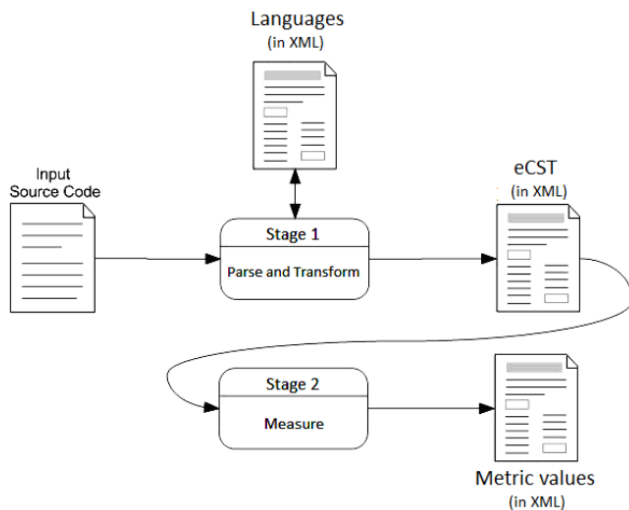 Languages
(in XML)
Input
Source Code
eCST
(in XML)
Stage 1
Parse and Transform
Stage 2
Measure
Metric values
(in XML)